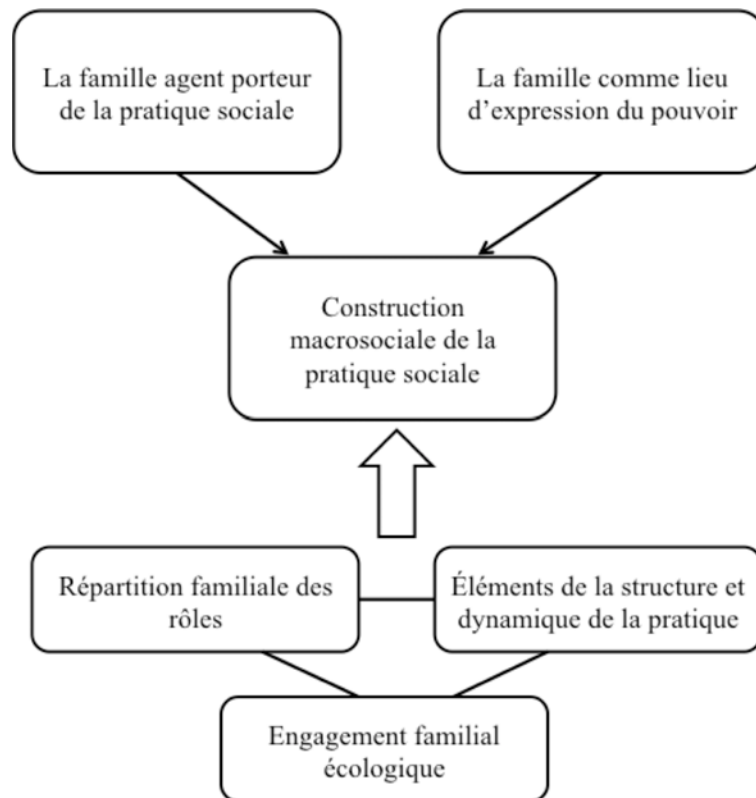 La famille agent porteur
de la pratique sociale
La famille comme lieu
d’expression du pouvoir
Construction
macrosociale de la
pratique sociale
Répartition familiale des
rôles
Éléments de la structure et
dynamique de la pratique
Engagement familial
écologique